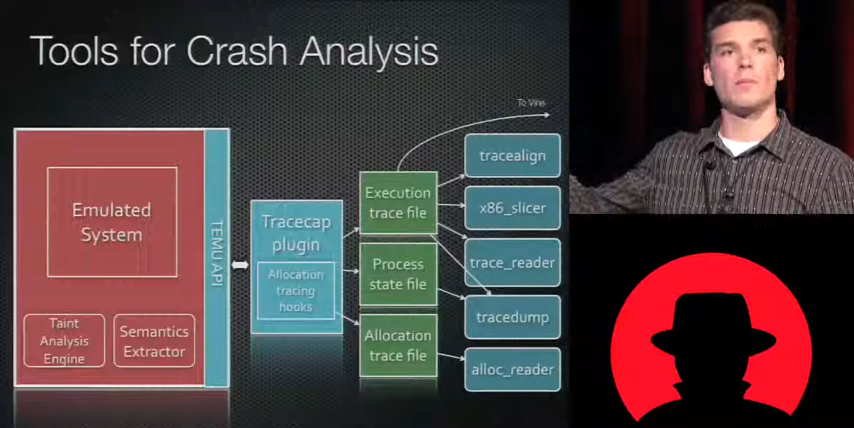 Tools for Crash Analysis
To Vine
Emulated
System
Taint
Analysis
Engine
Semantics
Extractor
TEMU API
Tracecap
plugin
Allocation
tracing
hooks
Execution
trace file
Process
state file
Allocation
trace file
tracealign
x86_slicer
trace_reader
tracedump
alloc_reader